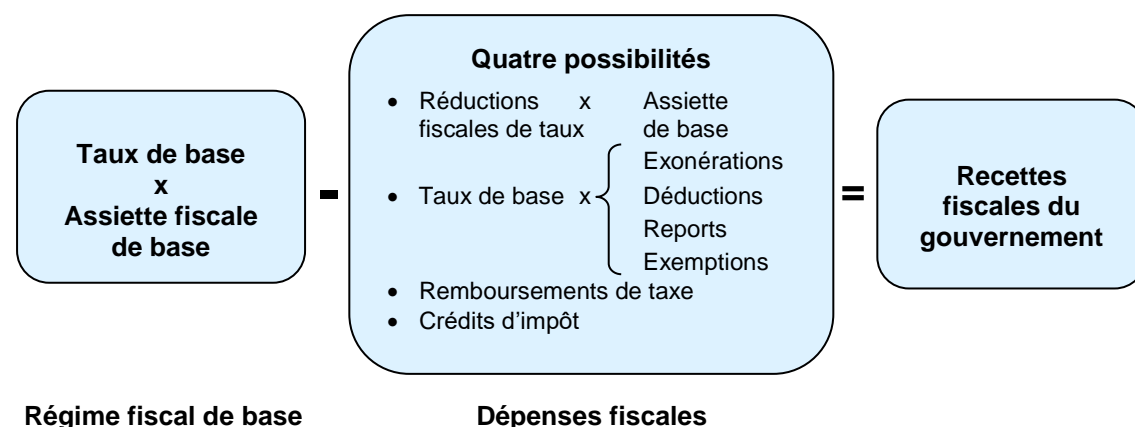 Taux de base
x
Assiette fiscale
de base
-
Quatre possibilités
• Réductions x Assiette
fiscales de taux de base
Exonérations
• Taux de base x Déductions
Reports
Exemptions
• Remboursements de taxe
• Crédits d'impôt
=
Recettes
fiscales du
gouvernement
Régime fiscal de base Dépenses fiscales